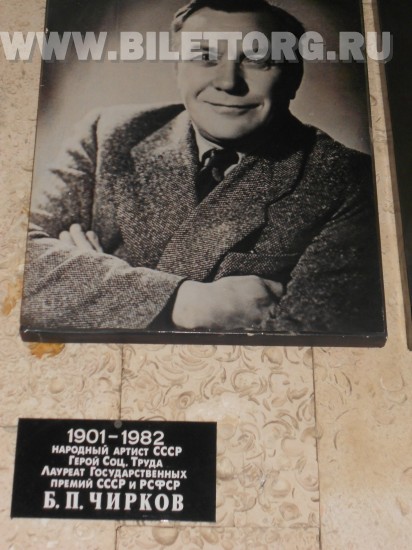 WWW.BILETTORG.RU
1901-1982
НАРОДНЫЙ АРТИСТ СССР
ГЕРОЙ СОЦ. ТРУДА
ЛАУРЕАТ ГОСУДАРСТВЕННЫХ
ПРЕМИЙ СССР И РСФСР
Б. П. ЧИРКОВ